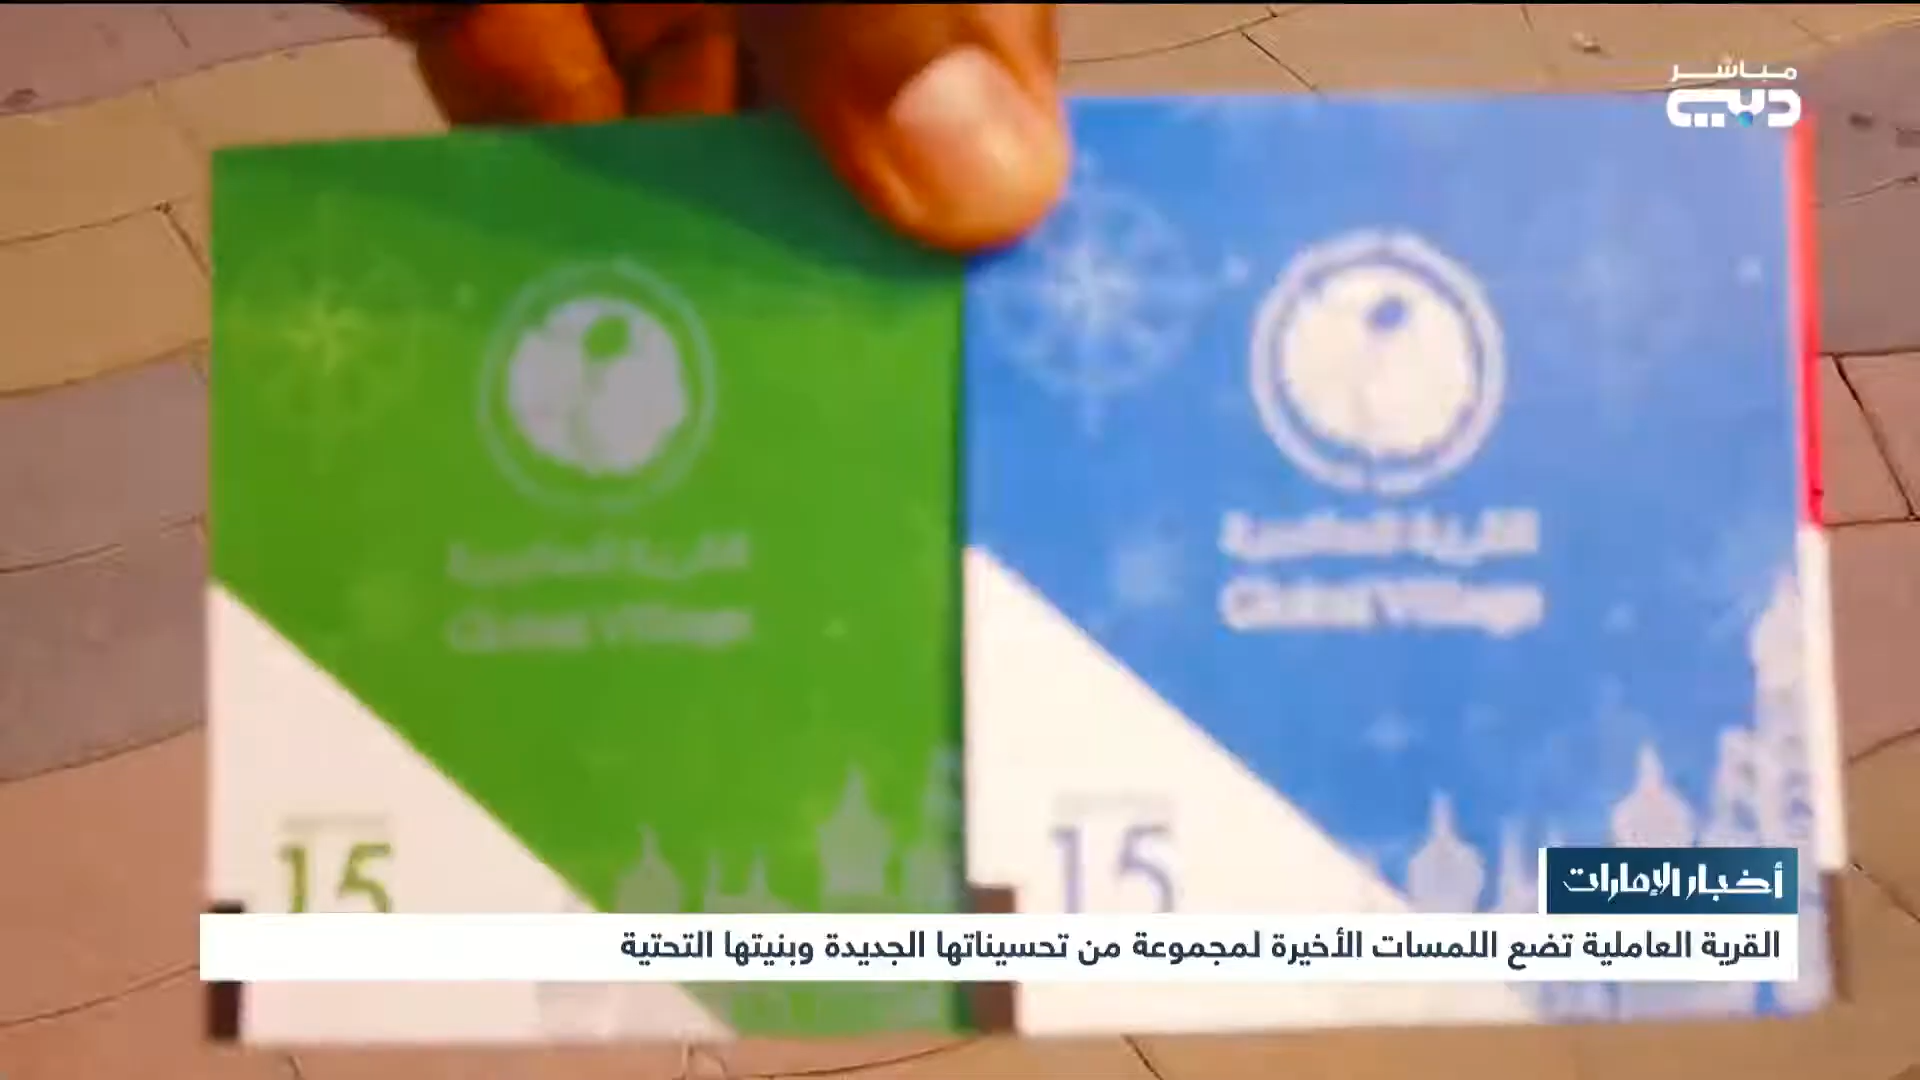 مباشر
دبي
القرية العالمية
Global Village
القرية العالمية
Global Village
15
15
أخبار الإمارات
القرية العاملية تضع اللمسات الأخيرة لمجموعة من تحسيناتها الجديدة وبنيتها التحتية